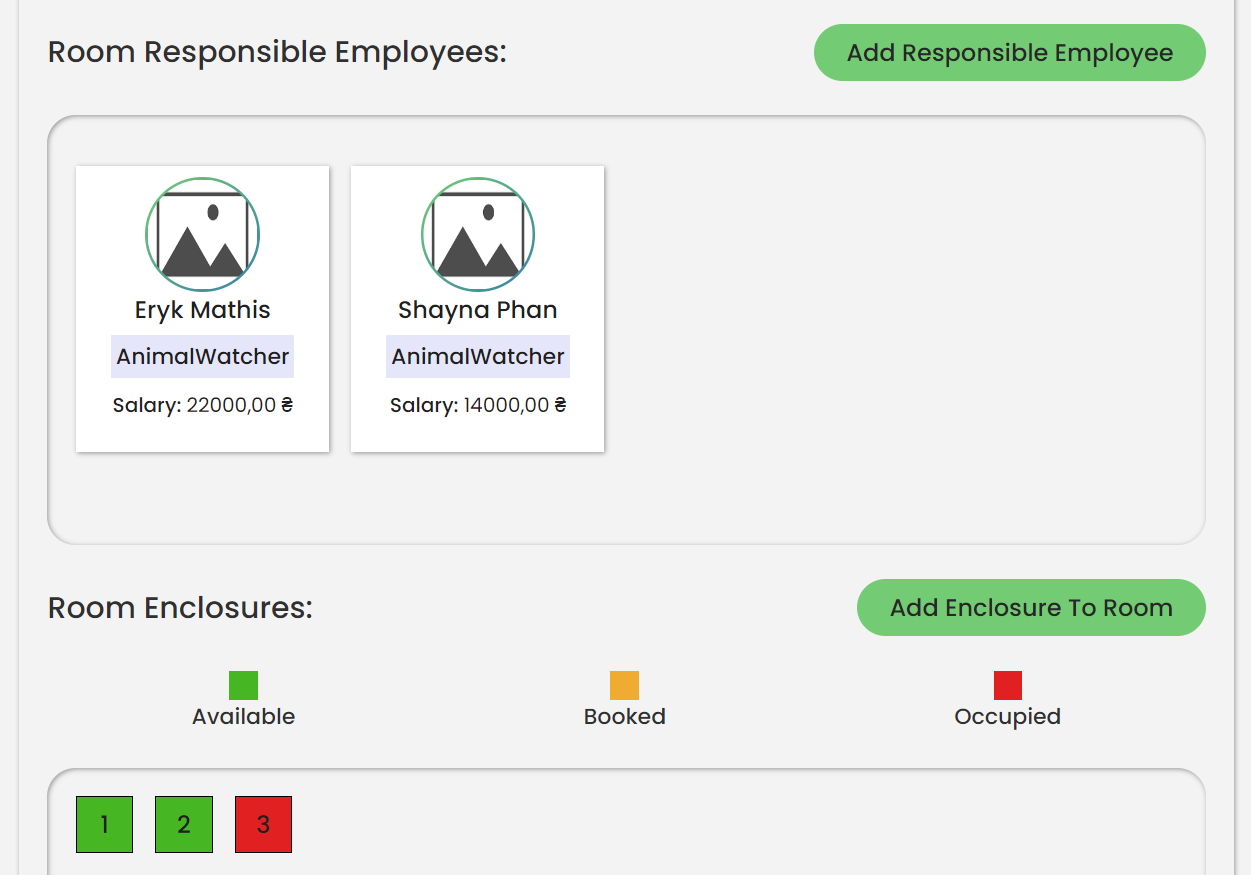 Room Responsible Employees:
Add Responsible Employee
Eryk Mathis
AnimalWatcher
Salary: 22000,00 ₴
Shayna Phan
AnimalWatcher
Salary: 14000,00 ₴
Room Enclosures:
Add Enclosure To Room
Available
Booked
Occupied
1
2
3